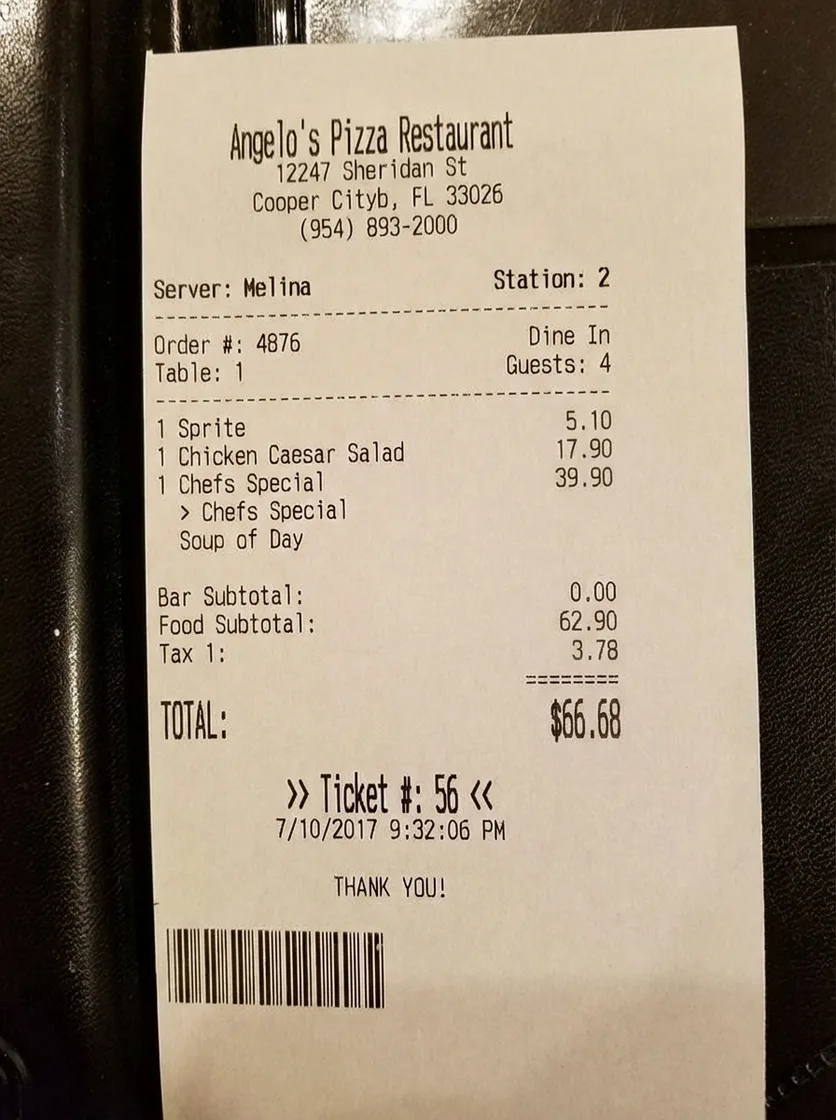 Angelo's Pizza Restaurant
12247 Sheridan St
Cooper Cityb, FL 33026
(954) 893-2000
Server: Melina Station: 2
Order #: 4876 Dine In
Table: 1 Guests: 4
1 Sprite 5.10
1 Chicken Caesar Salad 17.90
1 Chefs Special 39.90
> Chefs Special
Soup of Day
Bar Subtotal: 0.00
Food Subtotal: 62.90
Tax 1: 3.78
========
TOTAL: $66.68
>> Ticket #: 56 <<
7/10/2017 9:32:06 PM
THANK YOU!